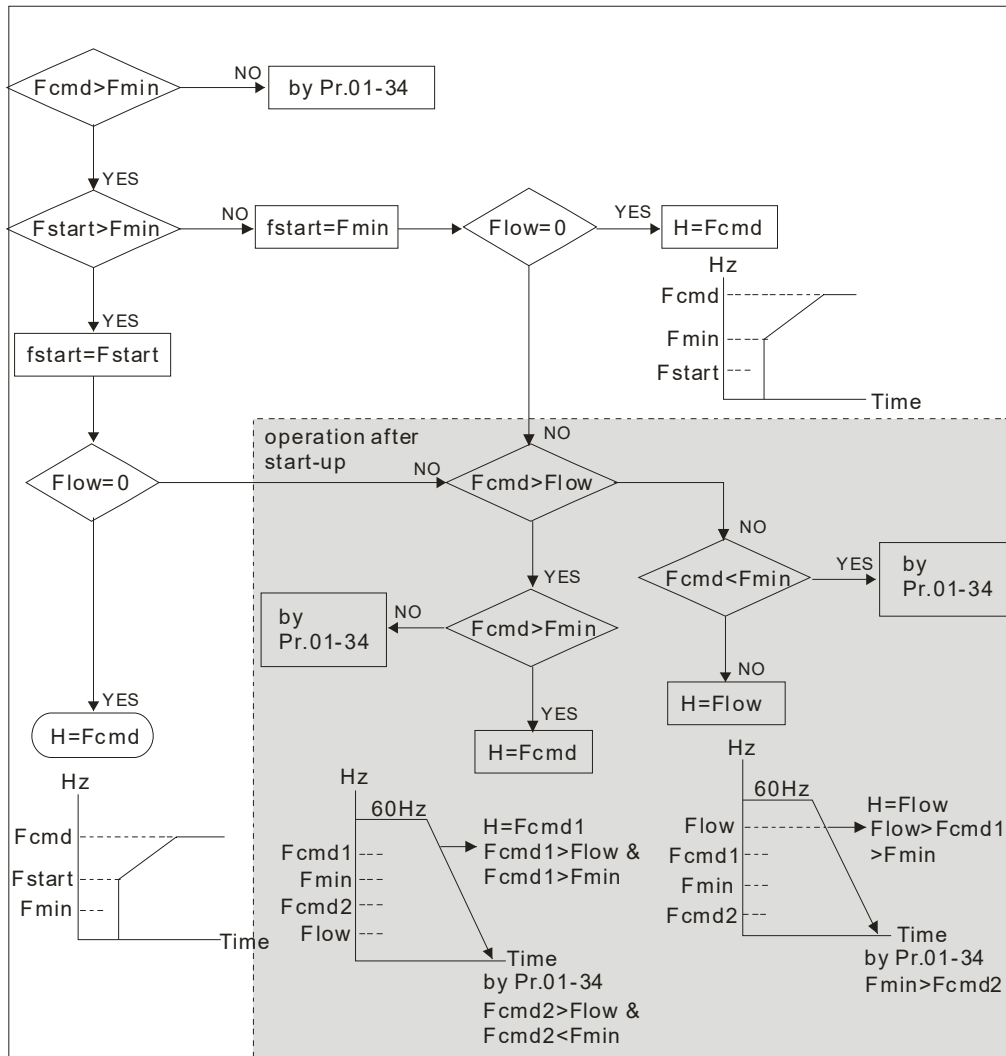 Fcmd>Fmin
NO
by Pr.01-34
YES
Fstart>Fmin
NO
fstart=Fmin
Flow=0
YES
H=Fcmd
Hz
Fcmd
Fmin
Fstart
Time
YES
fstart=Fstart
NO
operation after
start-up
Flow=0
NO
Fcmd>Flow
NO
Fcmd<Fmin
YES
by
Pr.01-34
YES
by
Pr.01-34
NO
Fcmd>Fmin
NO
H=Flow
YES
H=Fcmd
YES
H=Fcmd
Hz
Fcmd
Fstart
Fmin
Time
Hz
60Hz
H=Fcmd1
Fcmd1>Flow &
Fcmd1>Fmin
Fcmd1
Fmin
Fcmd2
Flow
Time
by Pr.01-34
Fcmd2>Flow &
Fcmd2<Fmin
Hz
60Hz
H=Flow
Flow>Fcmd1
>Fmin
Flow
Fcmd1
Fmin
Fcmd2
Time
by Pr.01-34
Fmin>Fcmd2